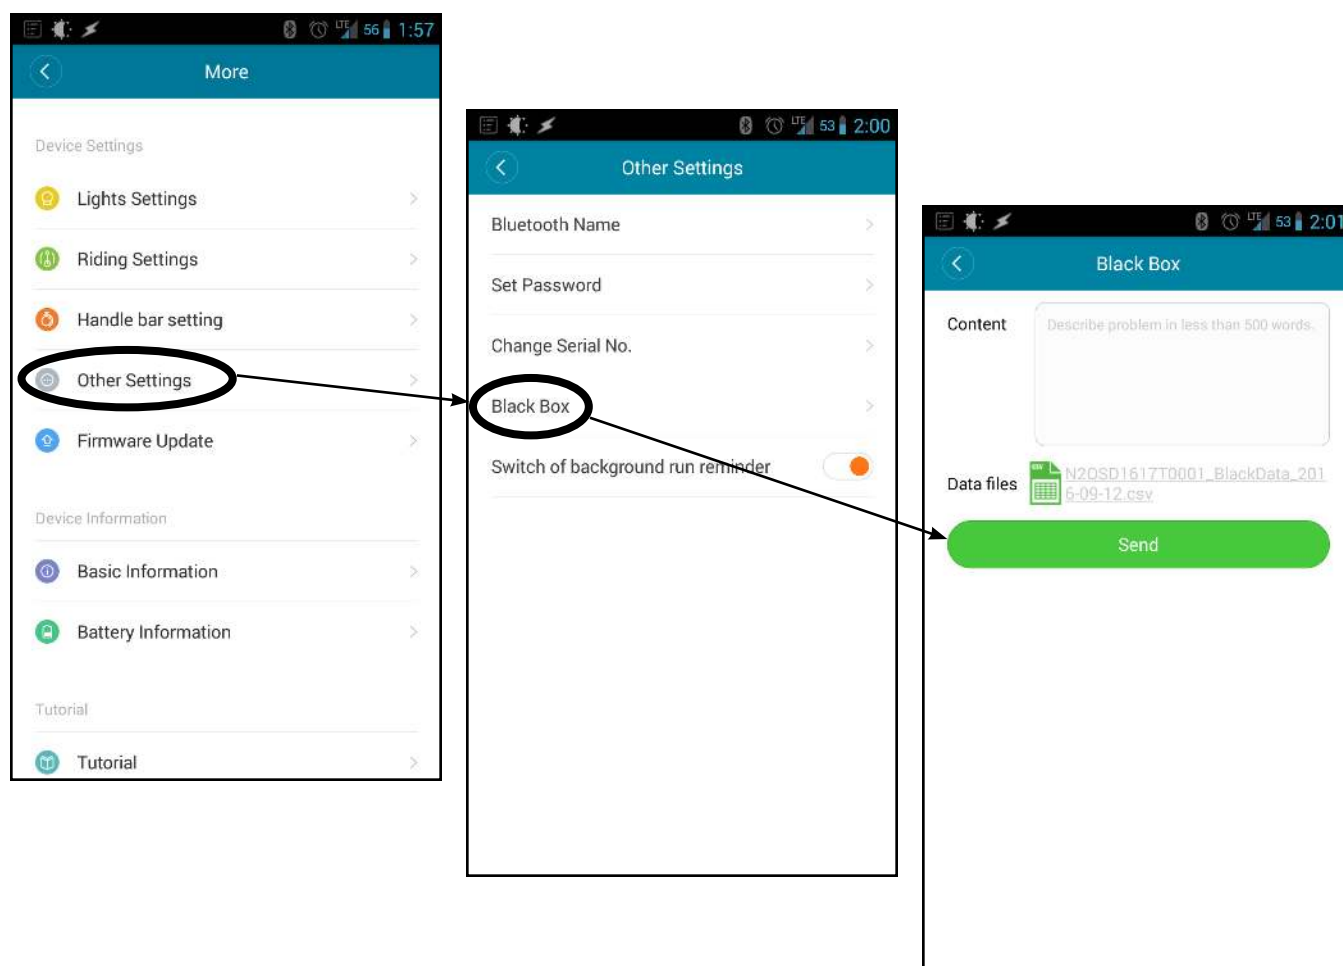 LTE 56 1:57
More
Device Settings
Lights Settings
Riding Settings
Handle bar setting
Other Settings
Firmware Update
Device Information
Basic Information
Battery Information
Tutorial
Tutorial
LTE 53 2:00
Other Settings
Bluetooth Name
Set Password
Change Serial No.
Black Box
Switch of background run reminder
LTE 53 2:01
Black Box
Content
Describe problem in less than 500 words.
Data files
N2OSD1617T0001_BlackData_201
6-09-12.csv
Send